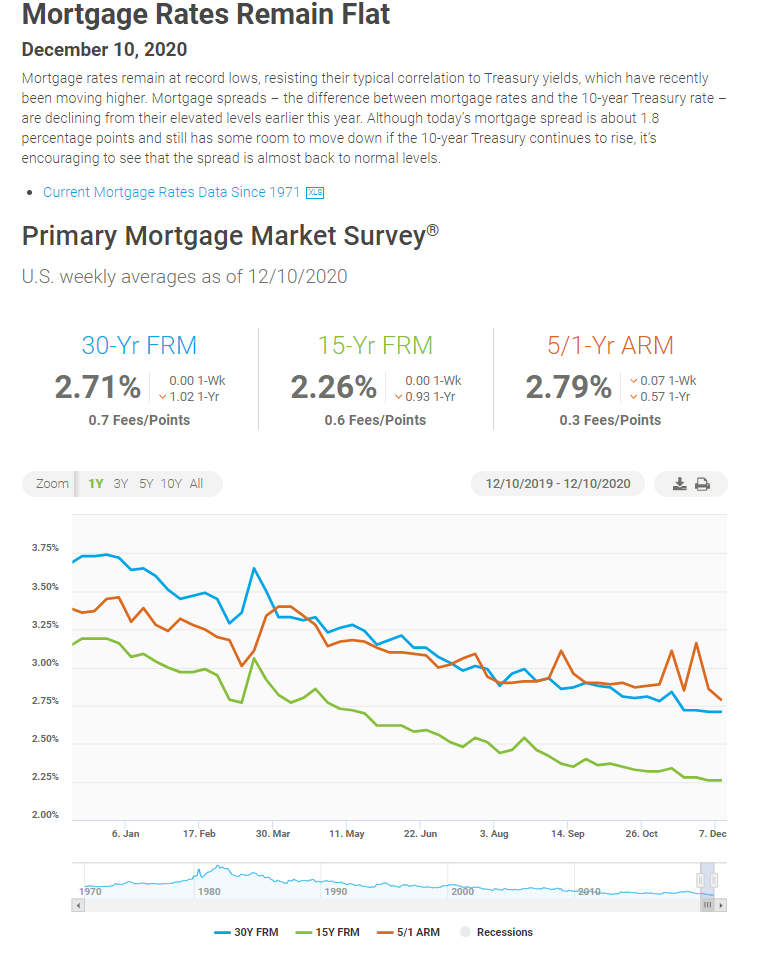 Mortgage Rates Remain Flat
December 10, 2020
Mortgage rates remain at record lows, resisting their typical correlation to Treasury yields, which have recently
been moving higher. Mortgage spreads – the difference between mortgage rates and the 10-year Treasury rate –
are declining from their elevated levels earlier this year. Although today's mortgage spread is about 1.8
percentage points and still has some room to move down if the 10-year Treasury continues to rise, it's
encouraging to see that the spread is almost back to normal levels.
• Current Mortgage Rates Data Since 1971 XLS
Primary Mortgage Market Survey®
U.S. weekly averages as of 12/10/2020
30-Yr FRM
2.71%
0.00 1-Wk
1.02 1-Yr
0.7 Fees/Points
15-Yr FRM
2.26%
0.00 1-Wk
0.93 1-Yr
0.6 Fees/Points
5/1-Yr ARM
2.79%
0.07 1-Wk
0.57 1-Yr
0.3 Fees/Points
Zoom 1Y 3Y 5Y 10Y All
12/10/2019 - 12/10/2020
3.75%
3.50%
3.25%
3.00%
2.75%
2.50%
2.25%
2.00%
6. Jan 17. Feb 30. Mar 11. May 22. Jun 3. Aug 14. Sep 26. Oct 7. Dec
1970 1980 1990 2000 2010
30Y FRM 15Y FRM 5/1 ARM Recessions